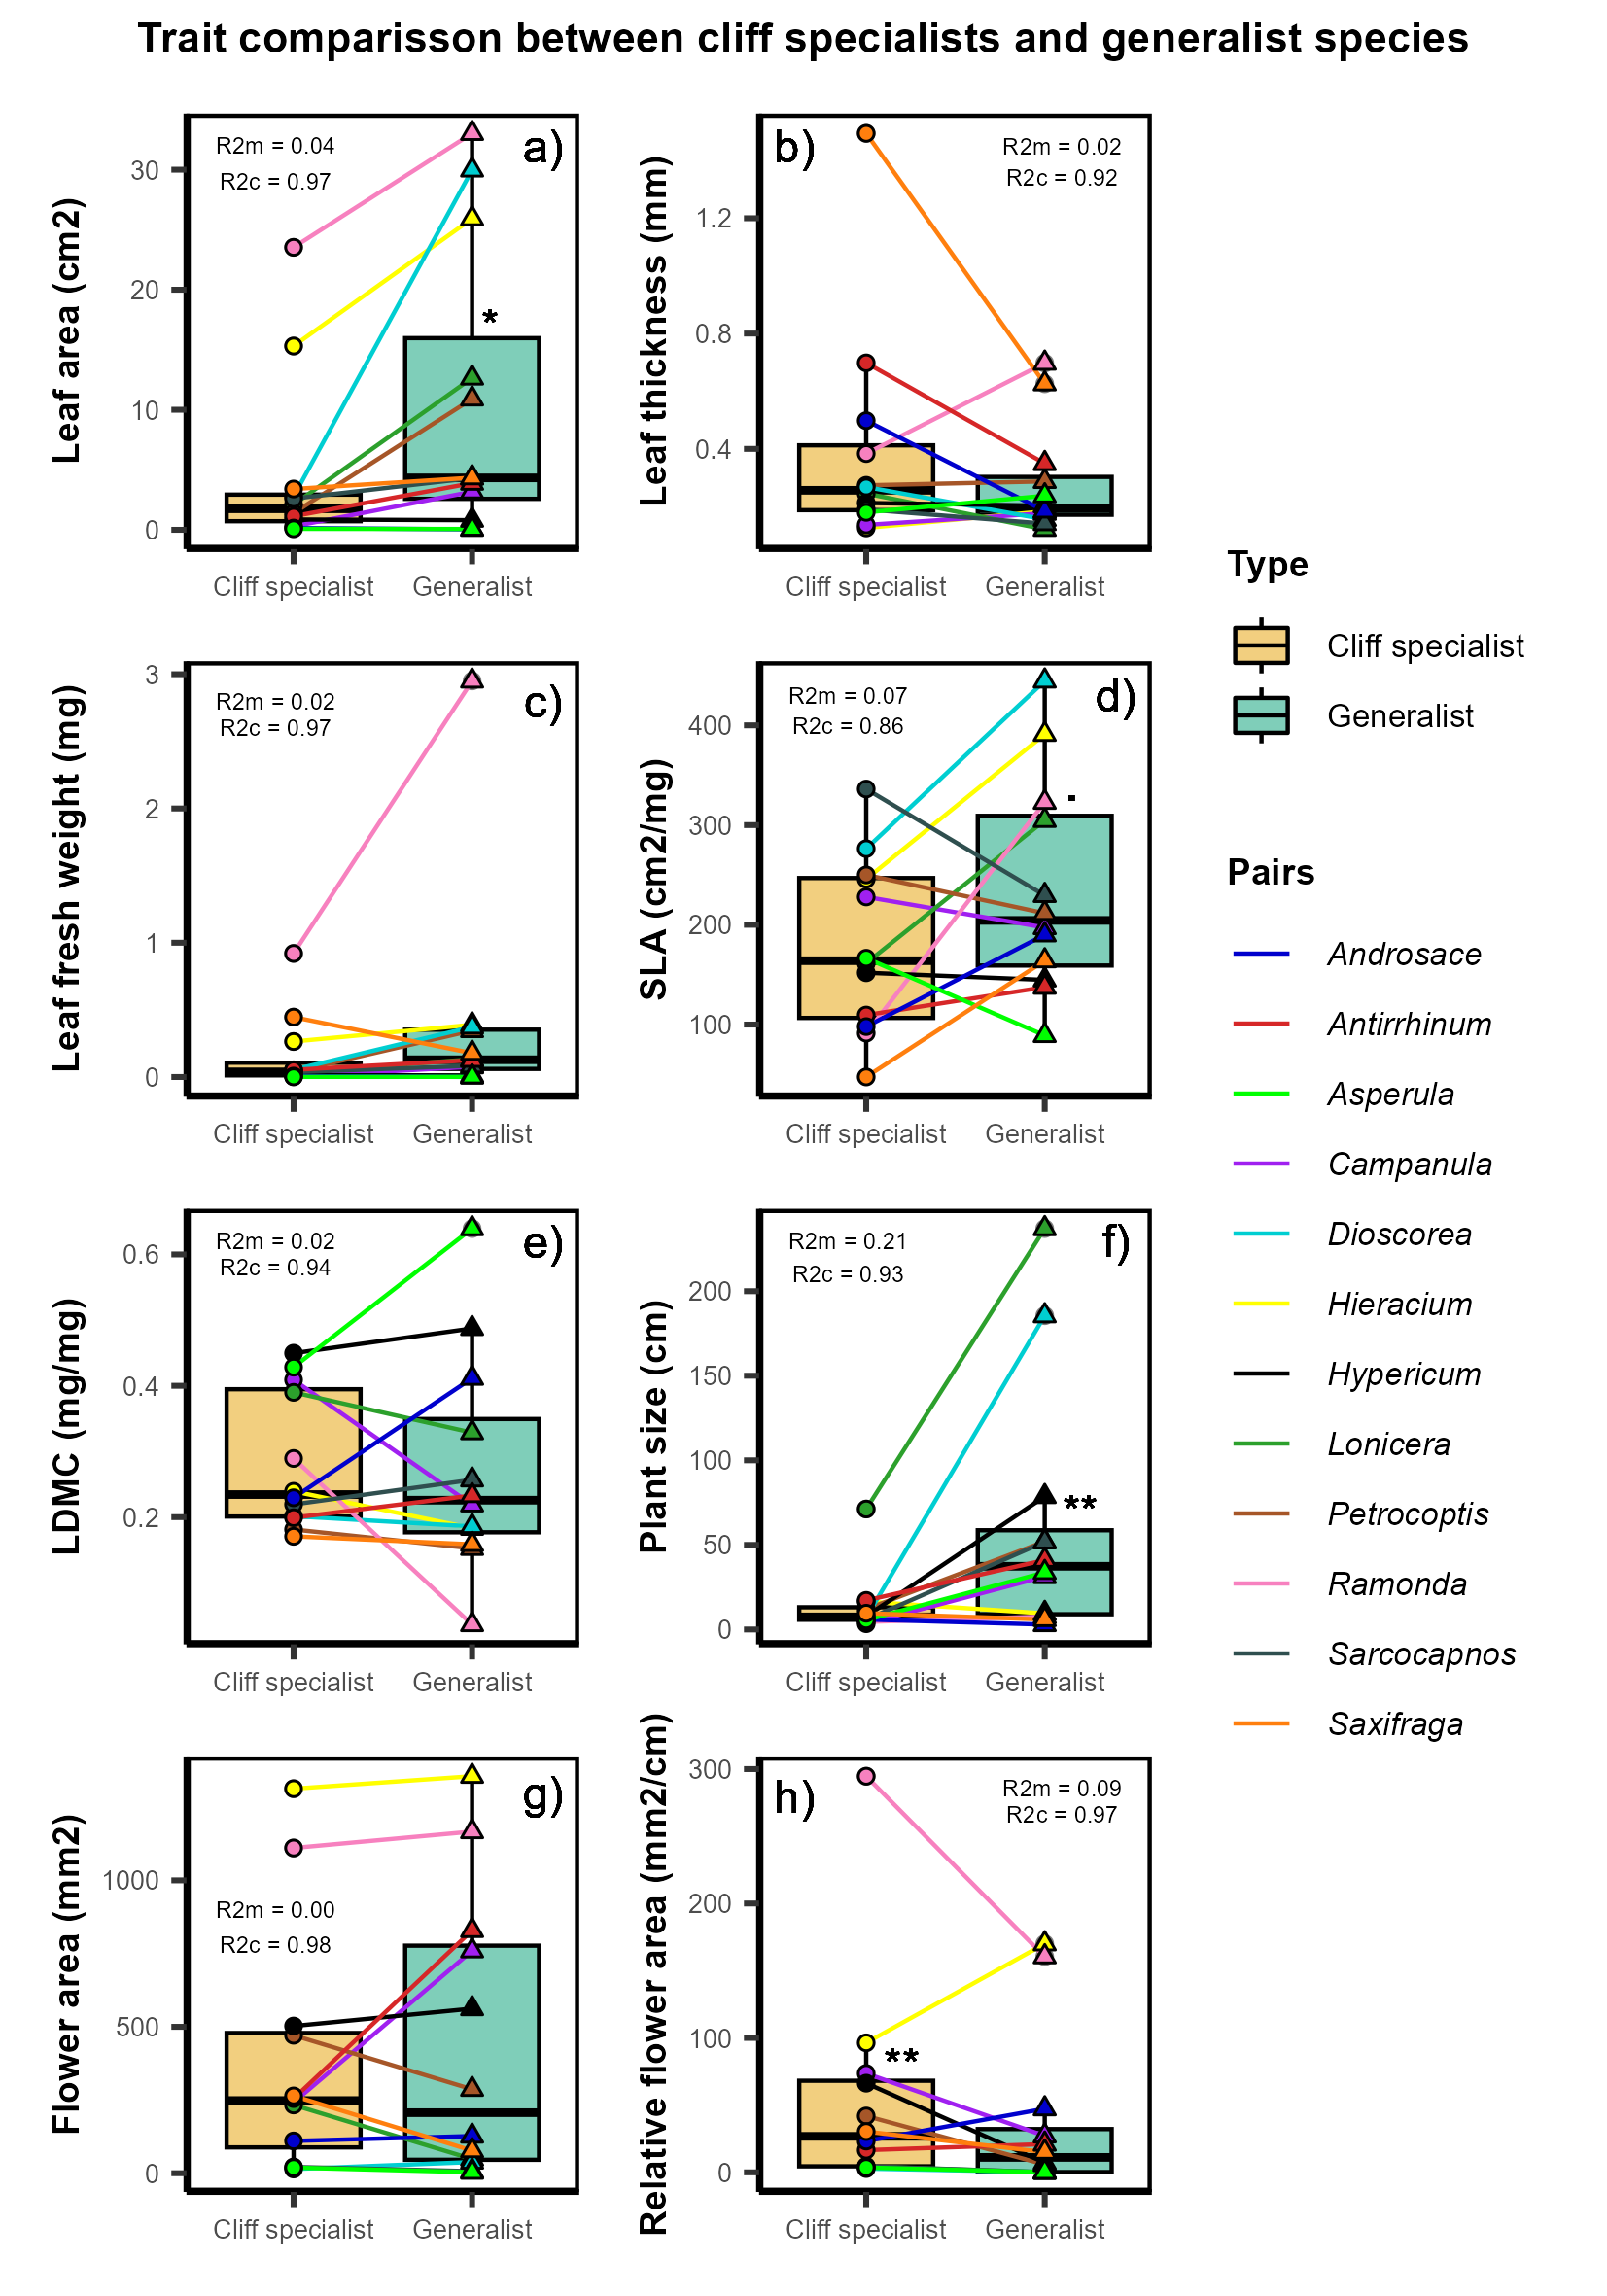 Trait comparisson between cliff specialists and generalist species
Leaf area (cm2)
30
20
10
0
R2m = 0.04
R2c = 0.97
a)
*
Cliff specialist
Generalist
Leaf thickness (mm)
1.2
0.8
0.4
b)
R2m = 0.02
R2c = 0.92
Cliff specialist
Generalist
Leaf fresh weight (mg)
3
2
1
0
R2m = 0.02
R2c = 0.97
c)
Cliff specialist
Generalist
SLA (cm2/mg)
400
300
200
100
R2m = 0.07
R2c = 0.86
d)
.
Cliff specialist
Generalist
LDMC (mg/mg)
0.6
0.4
0.2
R2m = 0.02
R2c = 0.94
e)
Cliff specialist
Generalist
Plant size (cm)
200
150
100
50
0
R2m = 0.21
R2c = 0.93
f)
**
Cliff specialist
Generalist
Flower area (mm2)
1000
500
0
g)
R2m = 0.00
R2c = 0.98
Cliff specialist
Generalist
Relative flower area (mm2/cm)
300
200
100
0
h)
R2m = 0.09
R2c = 0.97
**
Cliff specialist
Generalist
Type
Cliff specialist
Generalist
Pairs
Androsace
Antirrhinum
Asperula
Campanula
Dioscorea
Hieracium
Hypericum
Lonicera
Petrocoptis
Ramonda
Sarcocapnos
Saxifraga